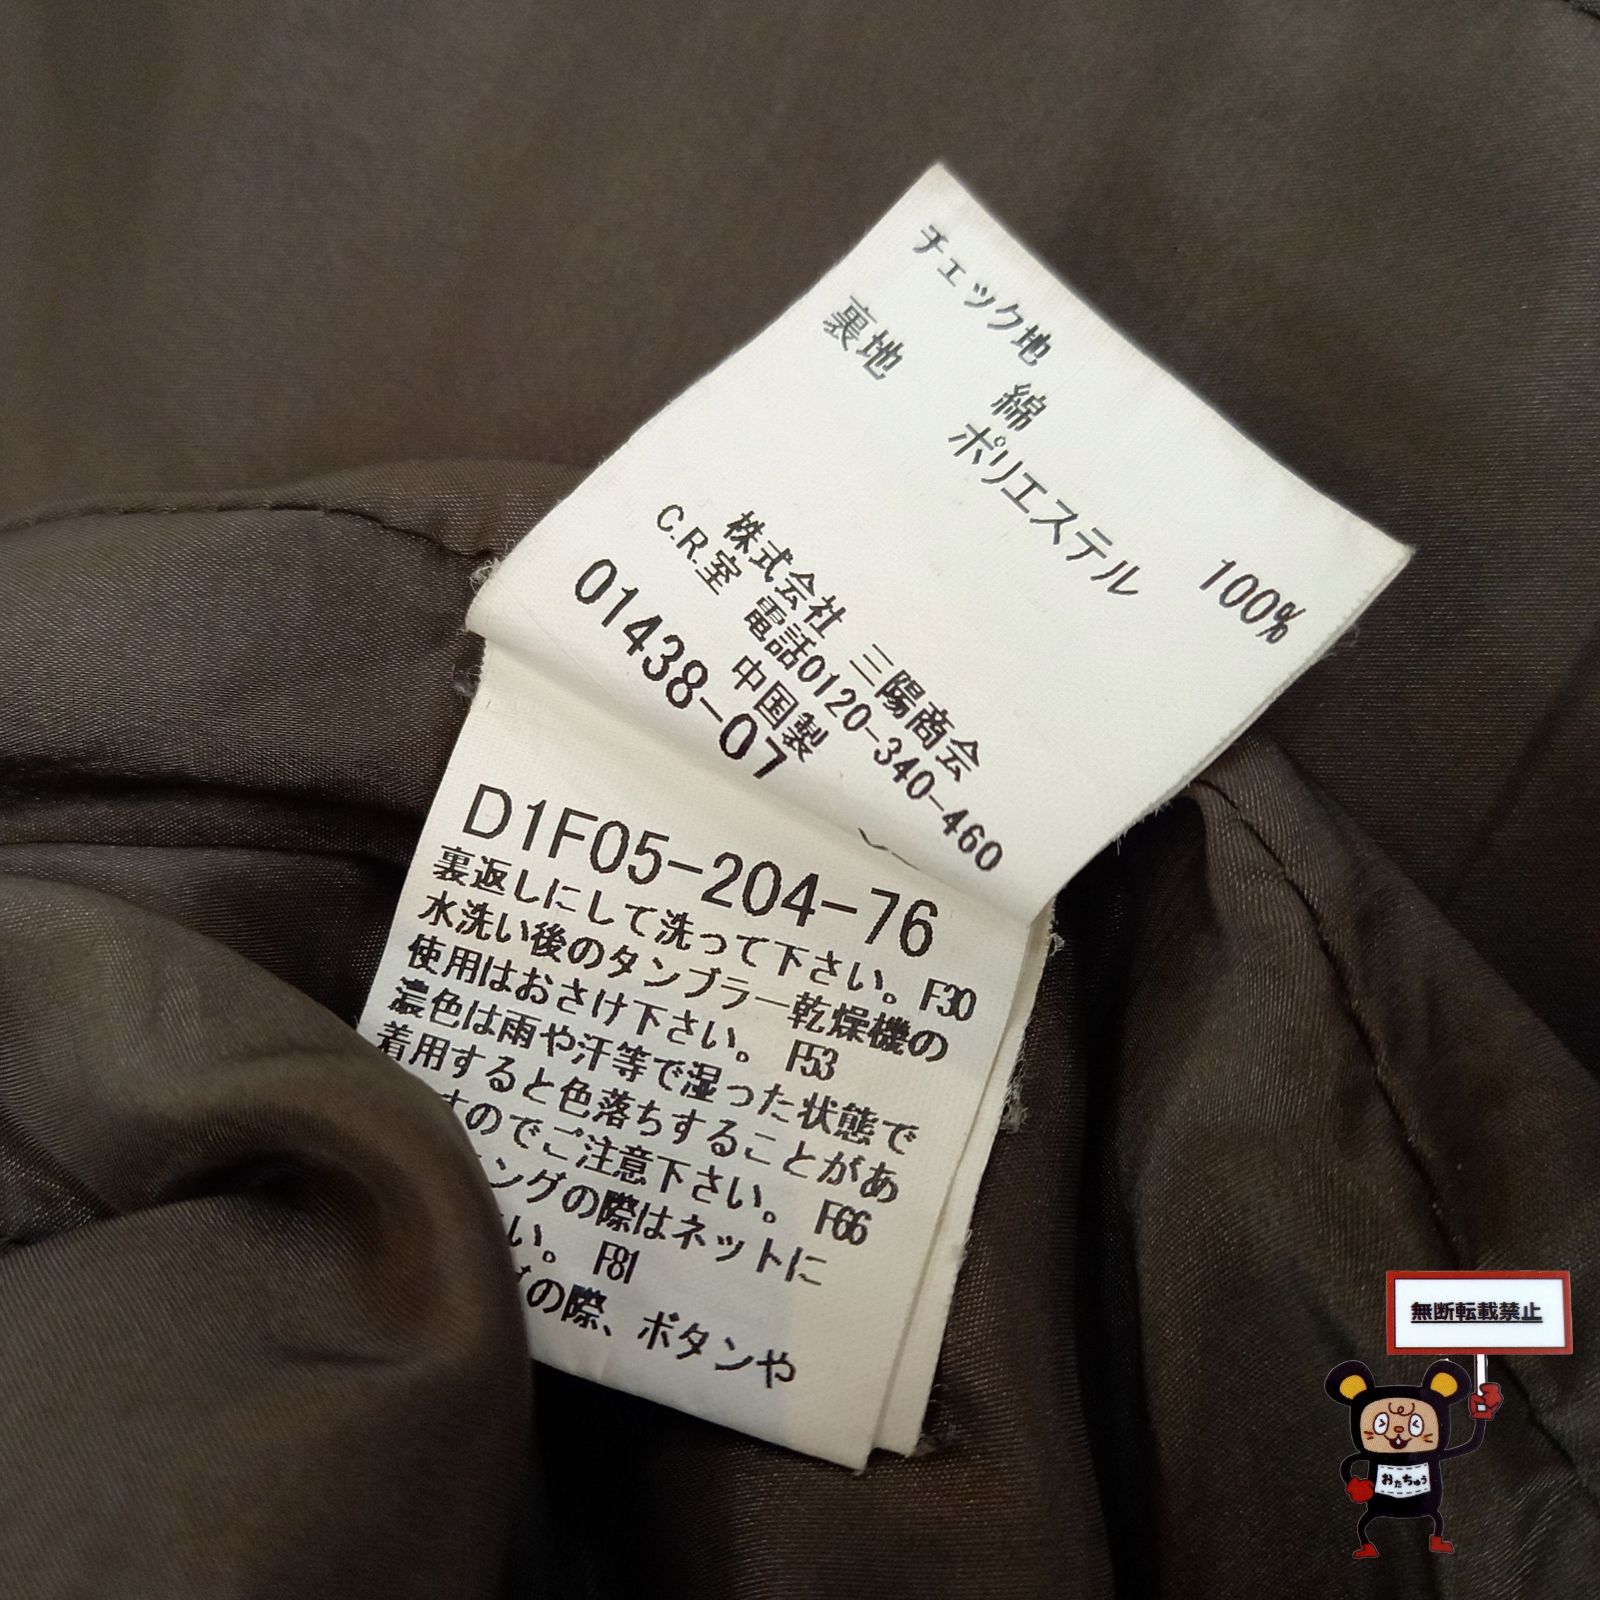 チェック地
綿 100%
裏地 ポリエステル
株式会社 三陽商会
C.R.室 電話0120-340-460
中国製
01438-07
D1F05-204-76
裏返しにして洗って下さい。 F30
水洗い後のタンブラー乾燥機の
使用はおさけ下さい。 F53
濃色は雨や汗等で湿った状態で
着用すると色落ちすることがあ
すのでご注意下さい。 F66
ングの際はネットに
い。 F81
の際、ボタンや
無断転載禁止
おたちゅう